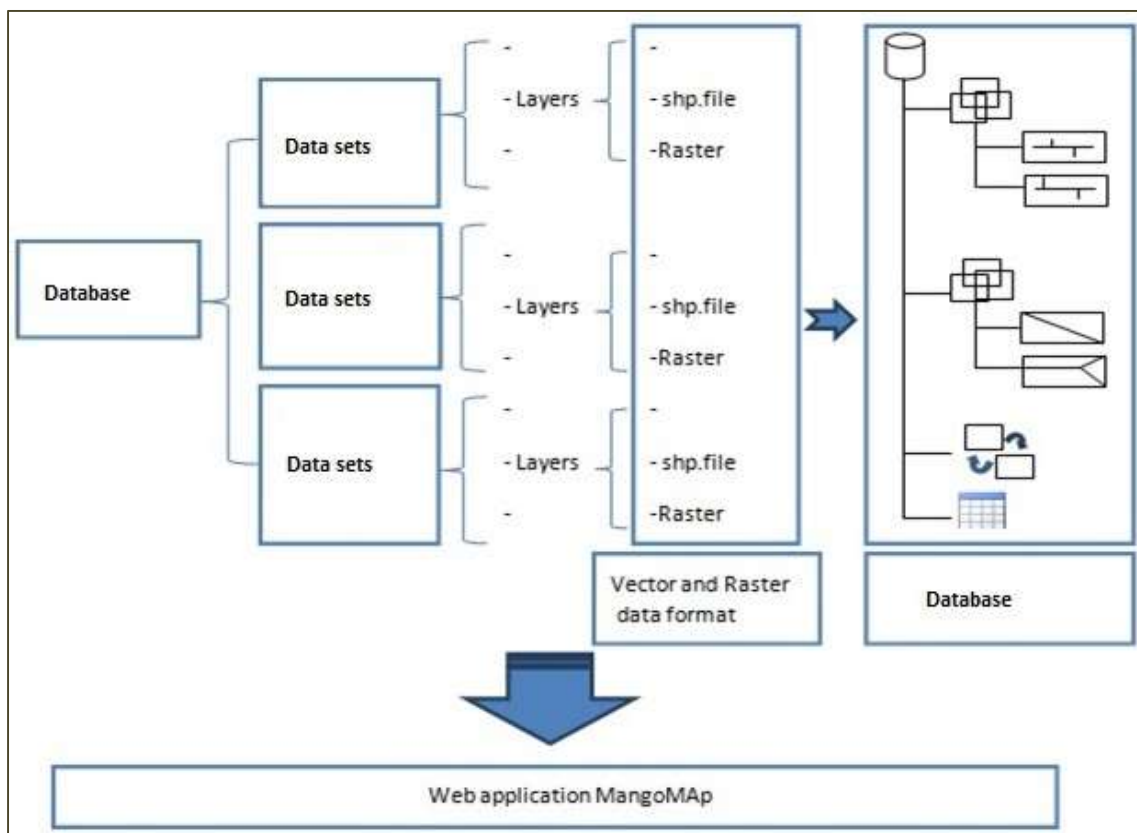 Database
Data sets
-
- Layers
-
-
-
- shp.file
-Raster
Data sets
-
- Layers
-
-
- shp.file
-Raster
Data sets
-
- Layers
-
-
-
- shp.file
-Raster
Vector and Raster
data format
Database
Web application MangoMAp